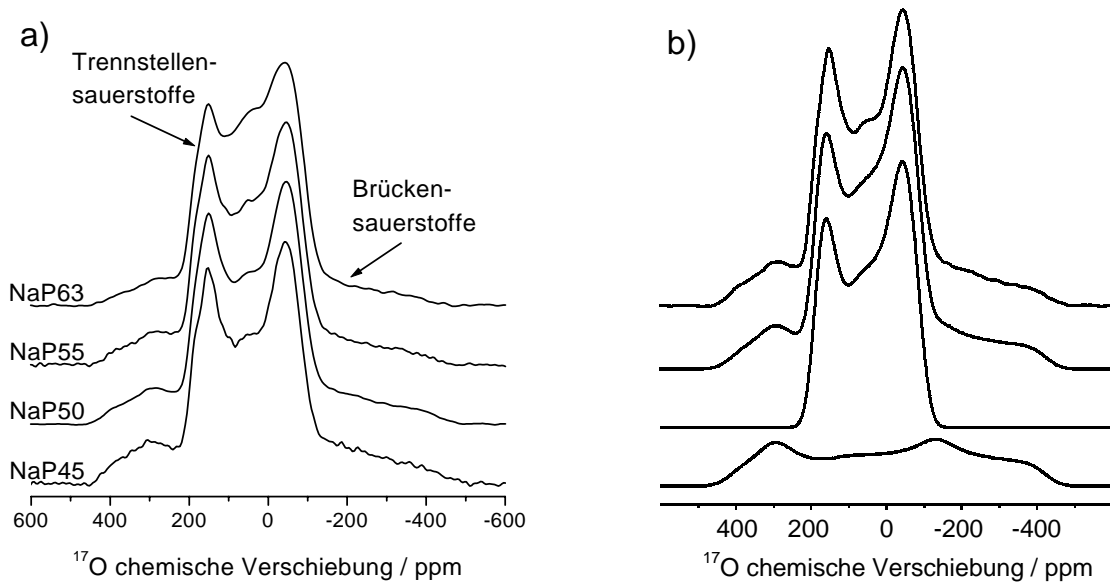 a)
Trennstellen-
sauerstoffe
Brücken-
sauerstoffe
NaP63
NaP55
NaP50
NaP45
600 400 200 0 -200 -400 -600
¹⁷O chemische Verschiebung / ppm
b)
400 200 0 -200 -400
¹⁷O chemische Verschiebung / ppm